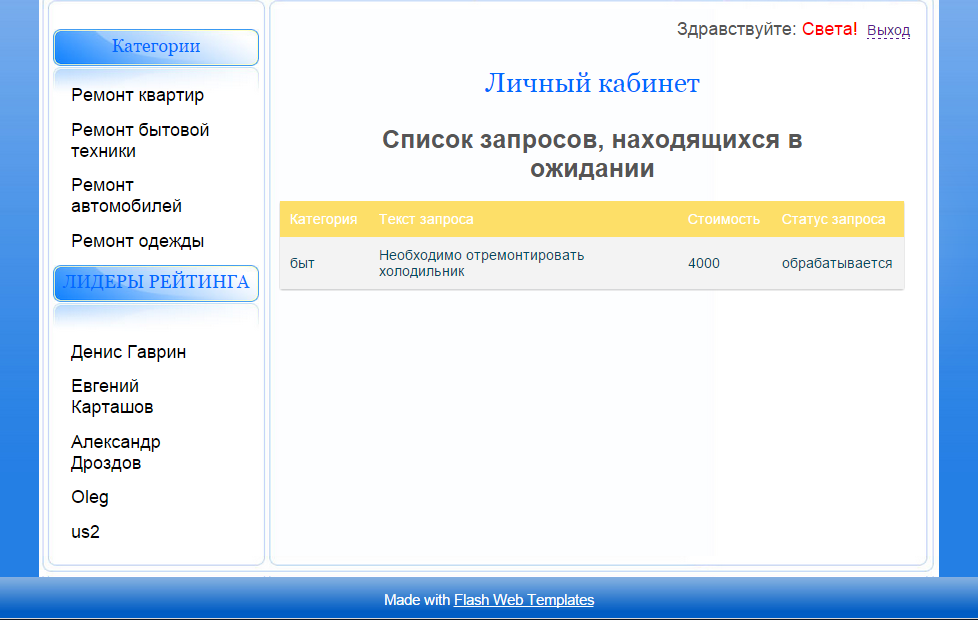 Здравствуйте: Света! Выход
Категории
Ремонт квартир
Ремонт бытовой
техники
Ремонт
автомобилей
Ремонт одежды
ЛИДЕРЫ РЕЙТИНГА
Денис Гаврин
Евгений
Карташов
Александр
Дроздов
Oleg
us2
Личный кабинет
Список запросов, находящихся в
ожидании
Категория Текст запроса Стоимость Статус запроса
быт Необходимо отремонтировать
холодильник 4000 обрабатывается
Made with Flash Web Templates